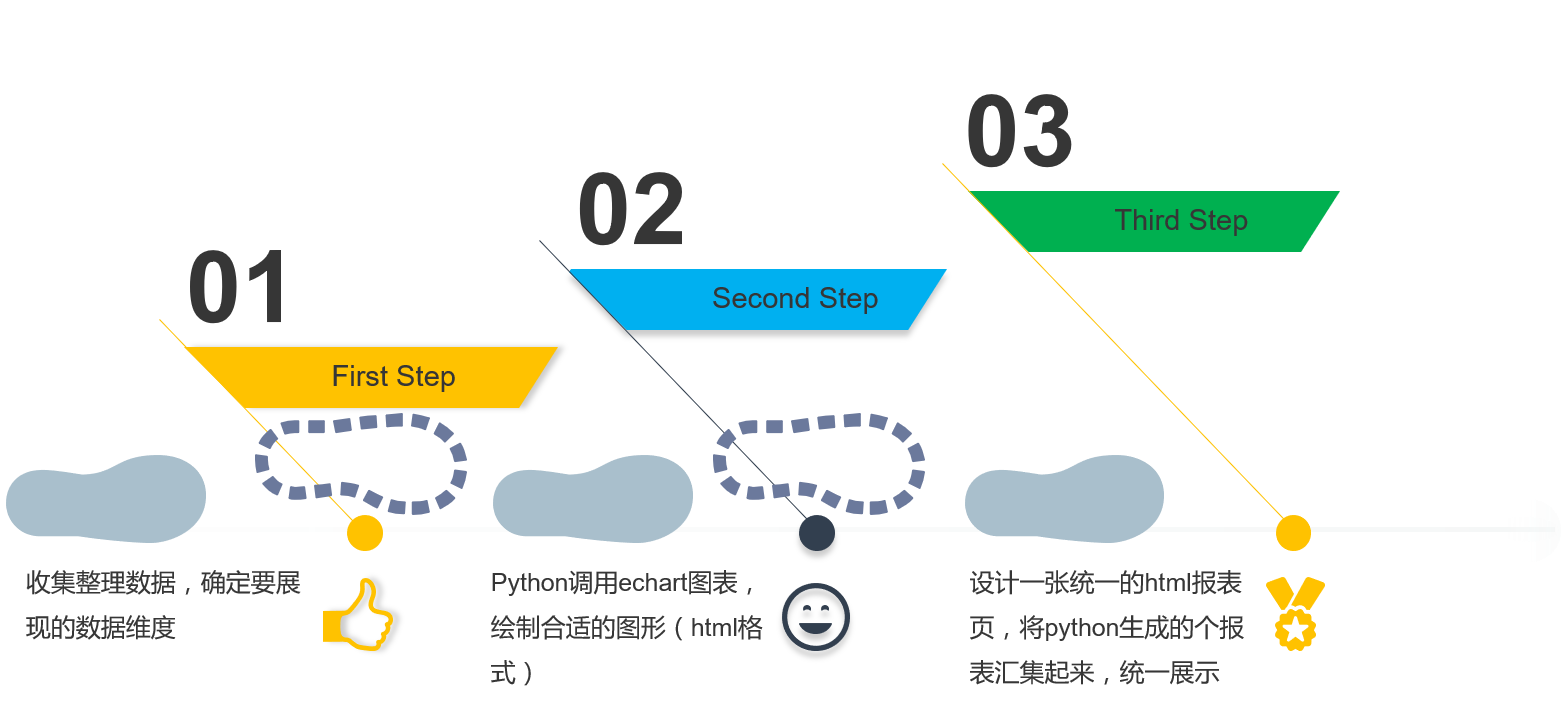 01
First Step
收集整理数据，确定要展
现的数据维度
02
Second Step
Python调用echart图表，
绘制合适的图形（html格
式）
03
Third Step
设计一张统一的html报表
页，将python生成的个报
表汇集起来，统一展示